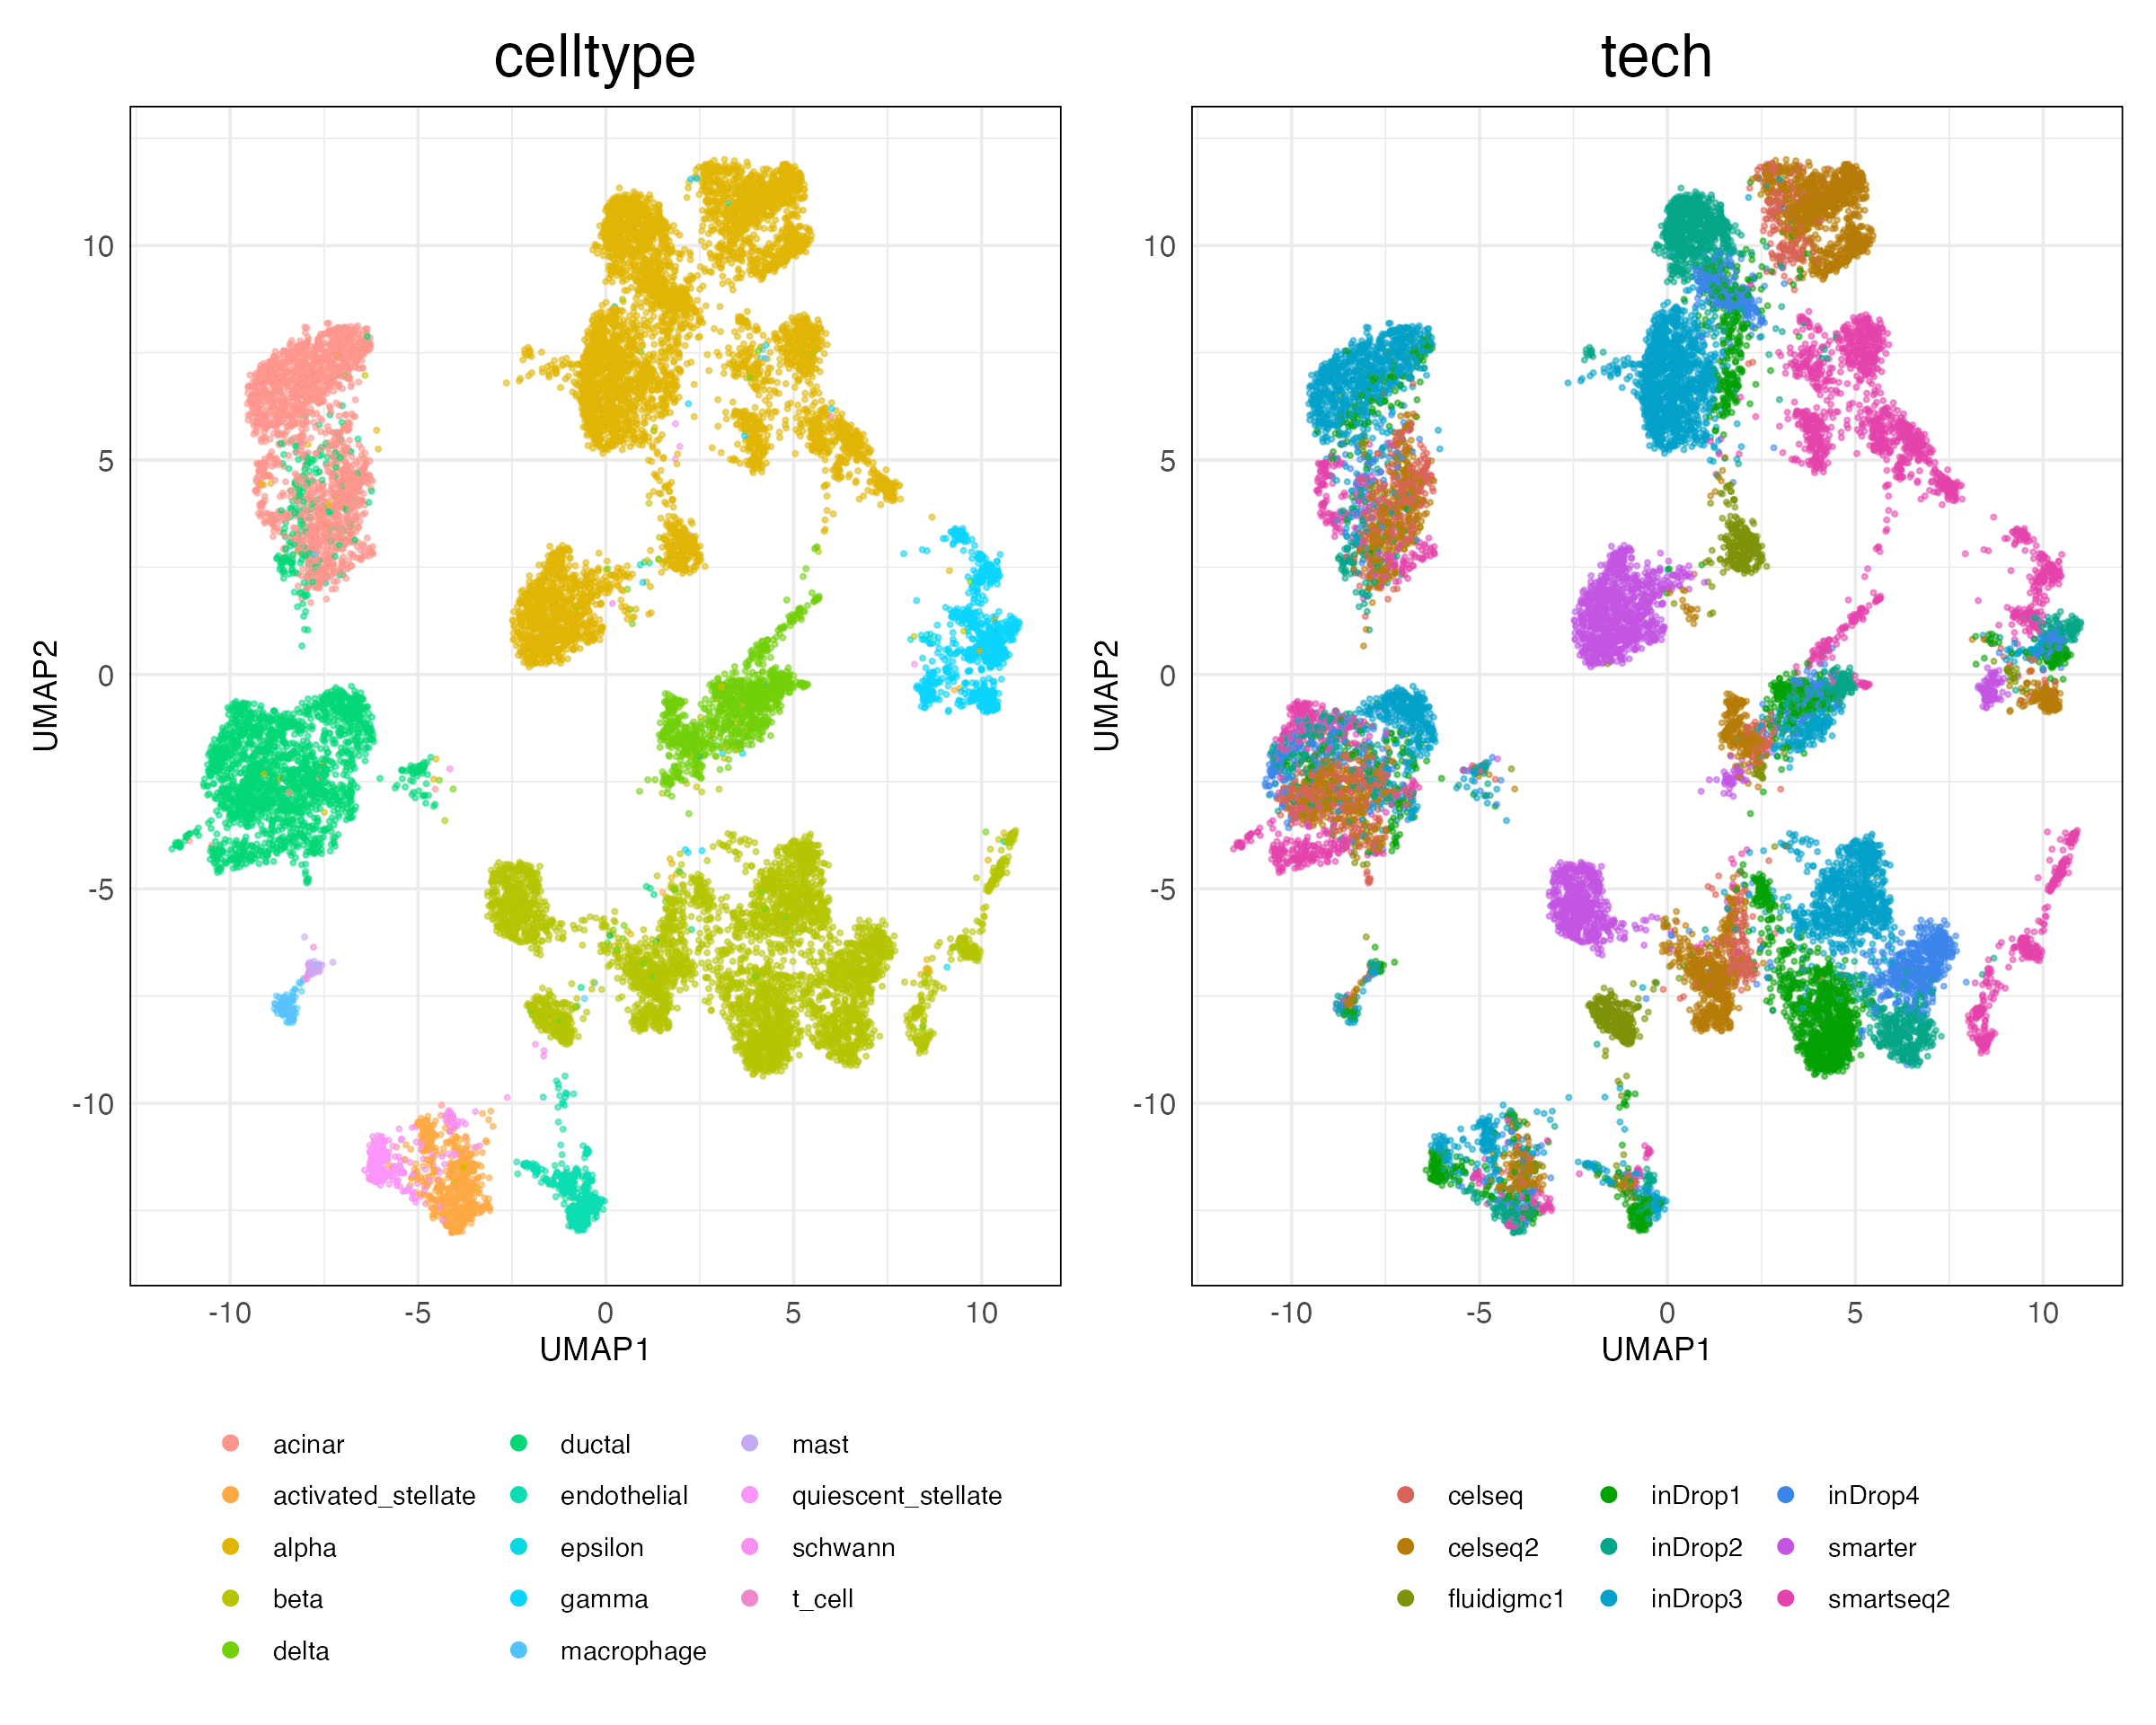 celltype
tech
10
5
0
-5
-10
UMAP2
-10 -5 0 5 10
UMAP1
10
5
0
-5
-10
UMAP2
-10 -5 0 5 10
UMAP1
acinar
activated_stellate
alpha
beta
delta
ductal
endothelial
epsilon
gamma
macrophage
mast
quiescent_stellate
schwann
t_cell
celseq
celseq2
fluidigmc1
inDrop1
inDrop2
inDrop3
inDrop4
smarter
smartseq2